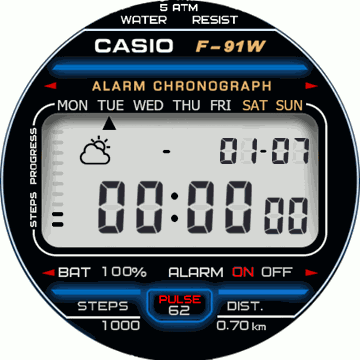 5 ATM
WATER RESIST
CASIO F-91W
ALARM CHRONOGRAPH
MON TUE WED THU FRI SAT SUN
STEPS PROGRESS
- 01-07
00:00 00
BAT 100% ALARM ON OFF
PULSE
STEPS 62 DIST.
1000 0.70 km